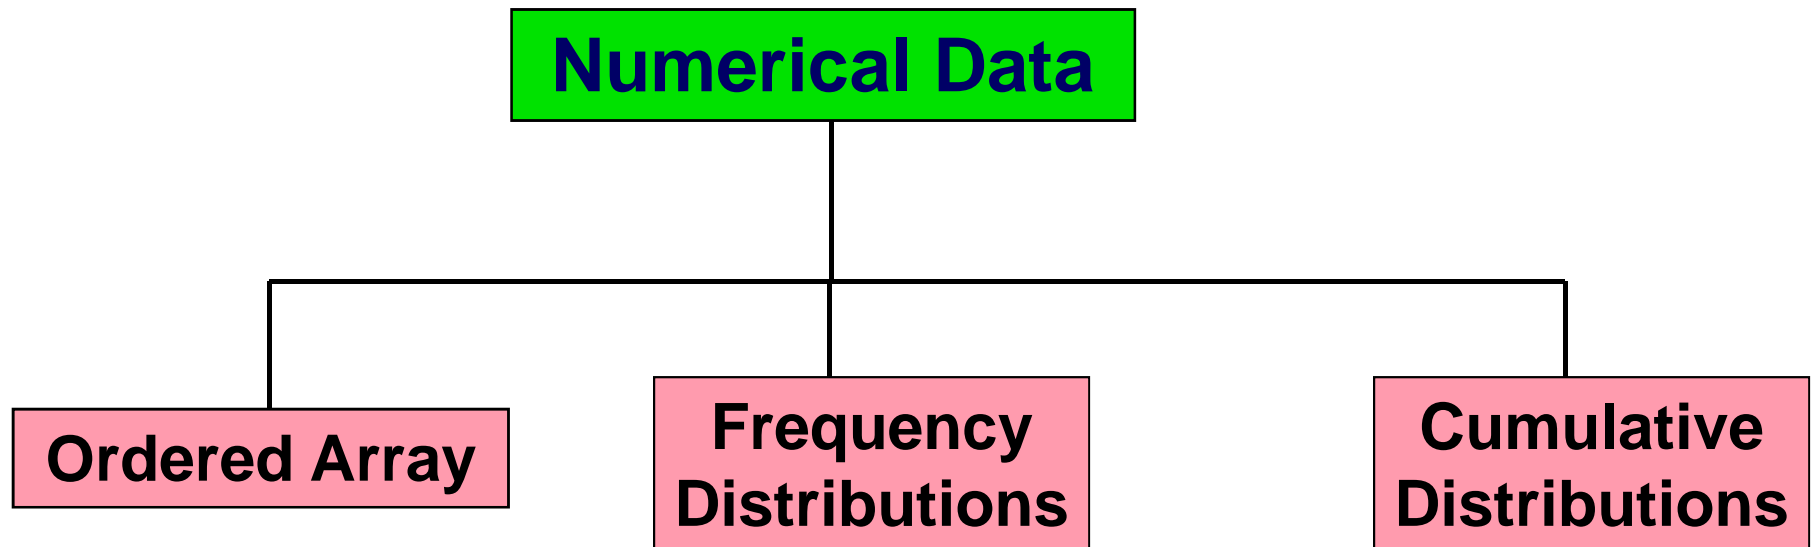 Numerical Data
Ordered Array
Frequency
Distributions
Cumulative
Distributions